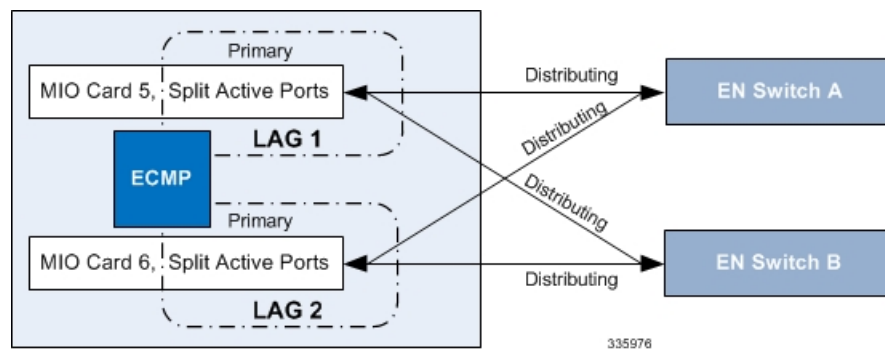 Primary
MIO Card 5, Split Active Ports
LAG 1
ECMP
Primary
MIO Card 6, Split Active Ports
LAG 2
Distributing
Distributing
Distributing
Distributing
EN Switch A
EN Switch B
335976